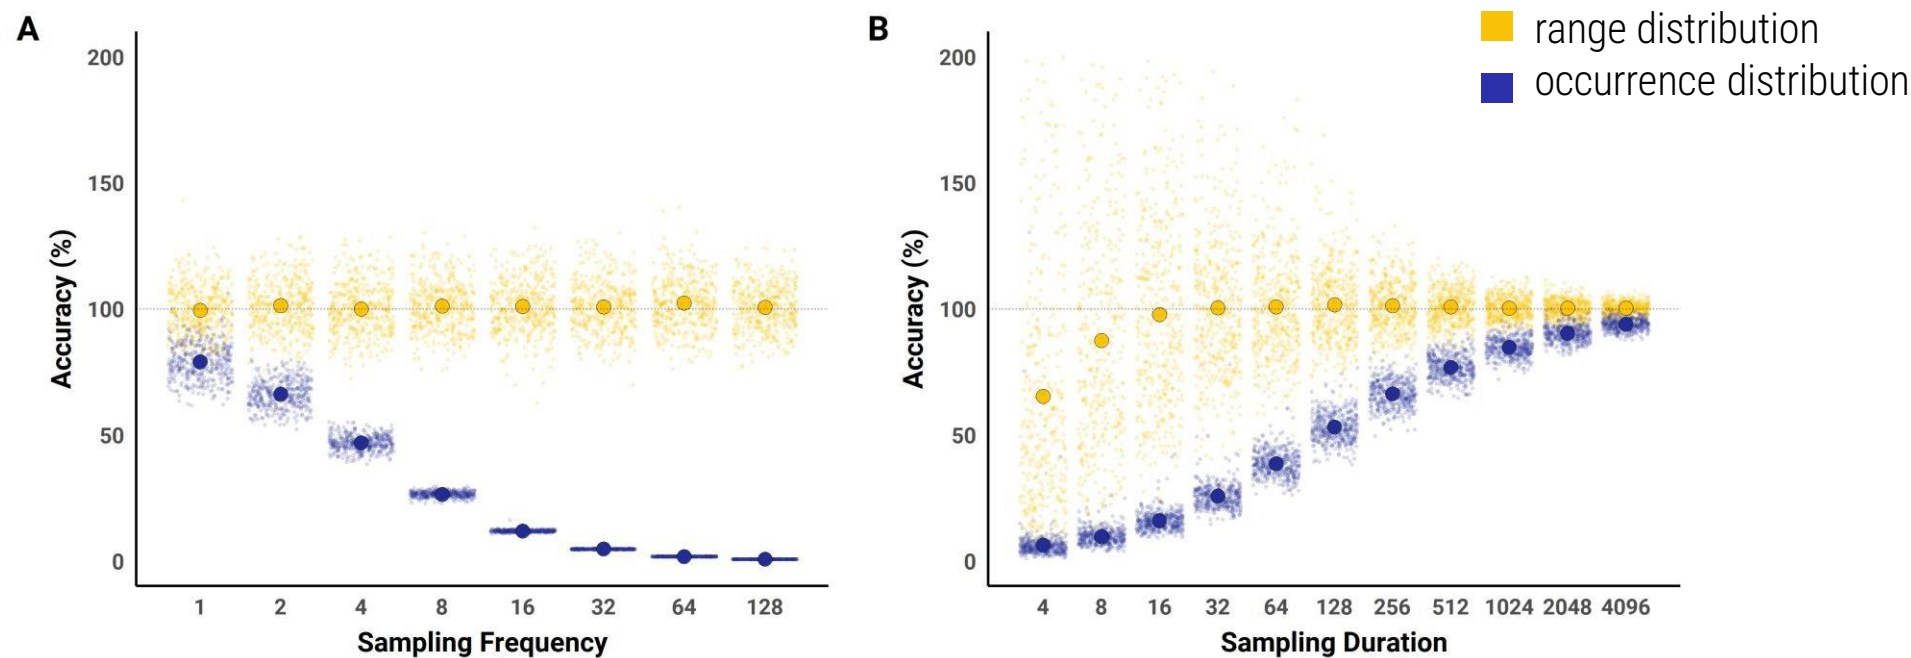 A
Accuracy (%)
200
150
100
50
0
1 2 4 8 16 32 64 128
Sampling Frequency
B
Accuracy (%)
200
150
100
50
0
4 8 16 32 64 128 256 512 1024 2048 4096
Sampling Duration
range distribution
occurrence distribution